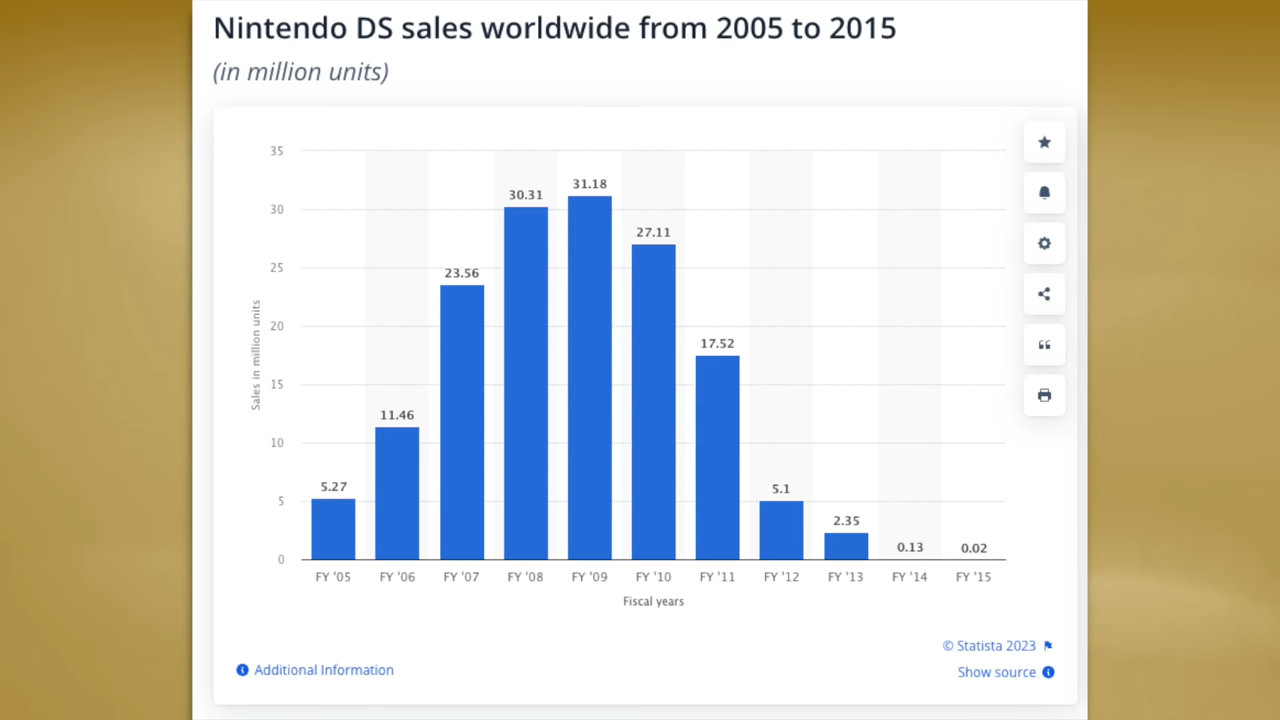 Nintendo DS sales worldwide from 2005 to 2015
(in million units)
Sales in million units
35
30
25
20
15
10
5
0
5.27
11.46
23.56
30.31
31.18
27.11
17.52
5.1
2.35
0.13
0.02
FY '05 FY '06 FY '07 FY '08 FY '09 FY '10 FY '11 FY '12 FY '13 FY '14 FY '15
Fiscal years
© Statista 2023
Additional Information
Show source